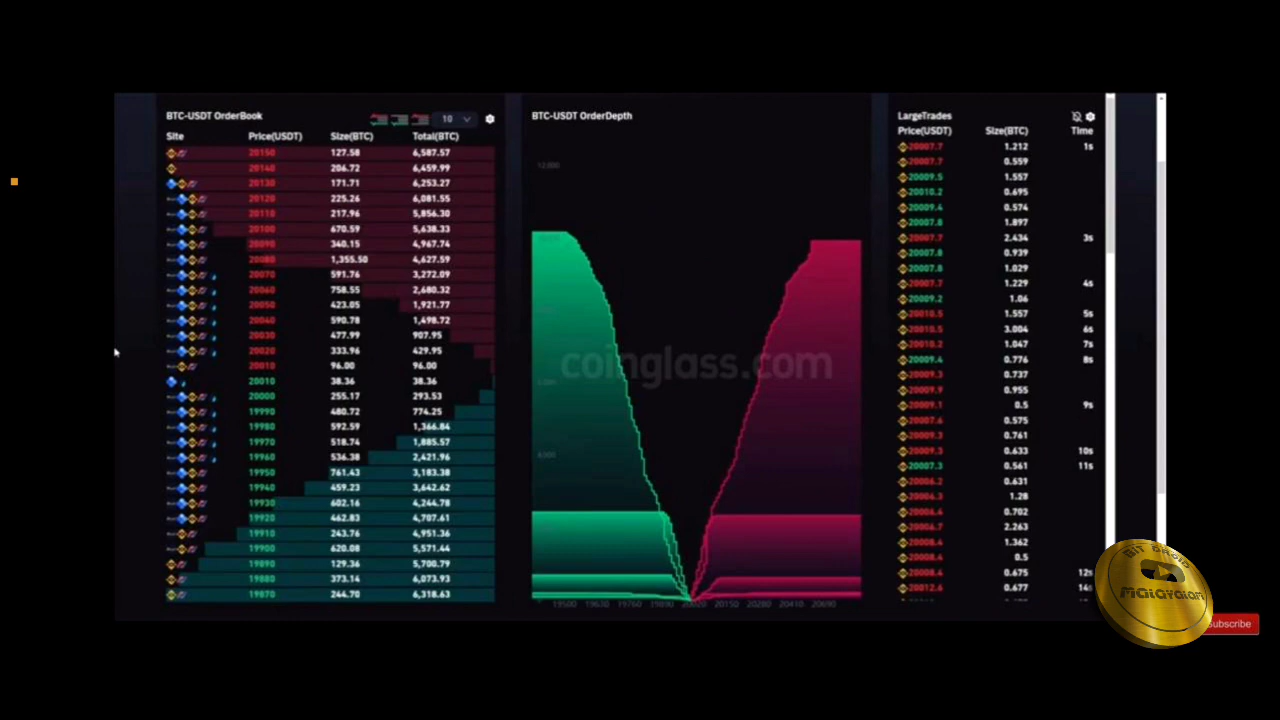 BTC-USDT OrderBook
10
Site Price(USDT) Size(BTC) Total(BTC)
20150 127.58 6,587.57
20140 206.72 6,459.99
20130 171.71 6,253.27
20120 225.26 6,081.55
20110 217.96 5,856.30
20100 670.59 5,638.33
20090 340.15 4,967.74
20080 1,355.50 4,627.59
20070 591.76 3,272.09
20060 758.55 2,680.32
20050 423.05 1,921.77
20040 590.78 1,498.72
20030 477.99 907.95
20020 333.96 429.95
20010 96.00 96.00
20010 38.36 38.36
20000 255.17 293.53
19990 480.72 774.25
19980 592.59 1,366.84
19970 518.74 1,885.57
19960 536.38 2,421.96
19950 761.43 3,183.38
19940 459.23 3,642.62
19930 602.16 4,244.78
19920 462.83 4,707.61
19910 243.76 4,951.36
19900 620.08 5,571.44
19890 129.36 5,700.79
19880 373.14 6,073.93
19870 244.70 6,318.63
BTC-USDT OrderDepth
12,000
coinglass.com
19500 19630 19760 19890 20020 20150 20280 20410 20690
LargeTrades
Price(USDT) Size(BTC) Time
20007.7 1.212 1s
20007.7 0.559
20009.5 1.557
20010.2 0.695
20009.4 0.574
20007.8 1.897
20007.7 2.434 3s
20007.8 0.939
20007.8 1.029
20007.7 1.229 4s
20009.2 1.06
20010.5 1.557 5s
20010.5 3.004 6s
20010.2 1.047 7s
20009.4 0.776 8s
20009.3 0.737
20009.9 0.955
20009.1 0.5 9s
20007.6 0.575
20009.3 0.761
20009.3 0.633 10s
20007.3 0.561 11s
20006.2 0.631
20006.3 1.28
20006.4 0.702
20006.7 2.263
20008.4 1.362
20008.4 0.5
20008.4 0.675 12s
20012.6 0.677 14s
BIT DROID
MalayalaM
Subscribe